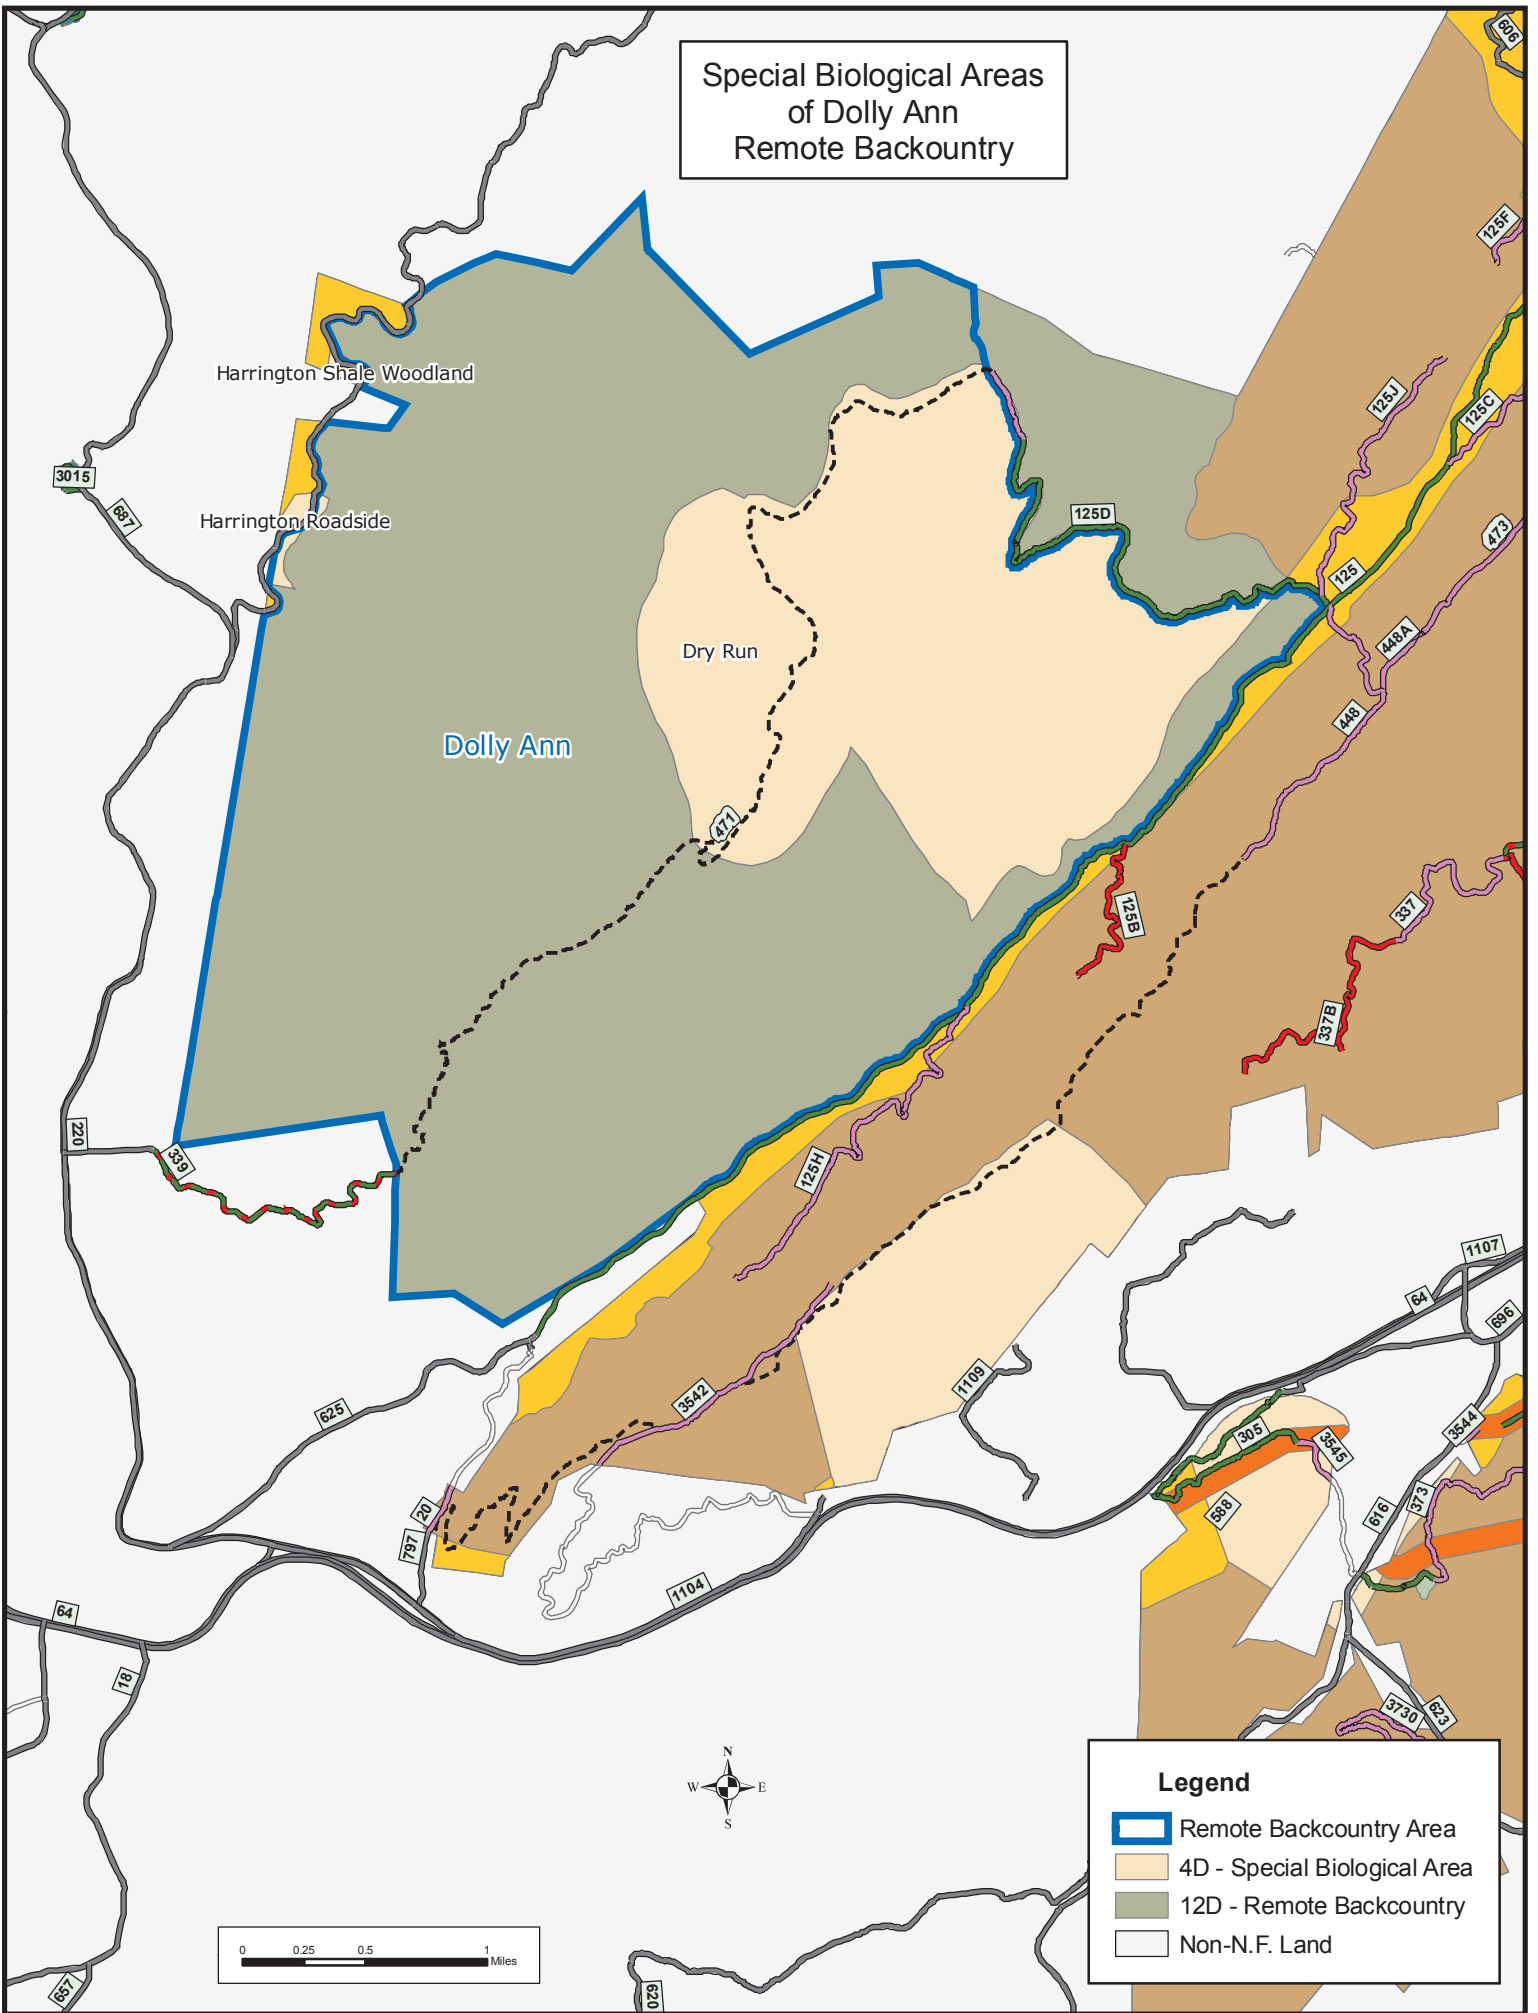 Special Biological Areas
of Dolly Ann
Remote Backountry
606
125F
Harrington Shale Woodland
125J
125C
3015
687
Harrington Roadside
125D
473
125
448A
Dry Run
448
Dolly Ann
471
125B
337
337B
220
339
125H
1107
64
696
1109
3542
625
305
3545
3544
20
588
616
373
797
1104
64
18
3730
623
N
W
E
S
Legend
Remote Backcountry Area
4D - Special Biological Area
12D - Remote Backcountry
Non-N.F. Land
0 0.25 0.5 1
Miles
657
620